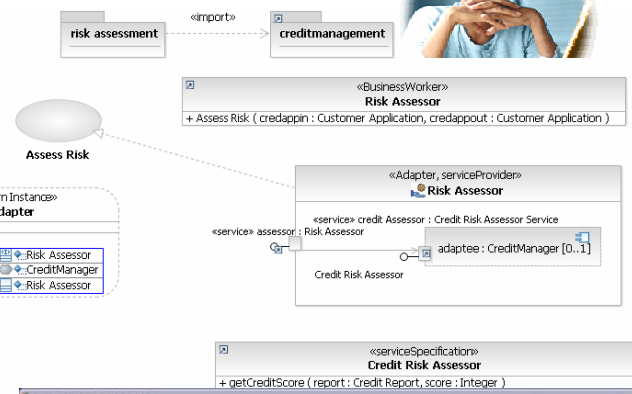 «import»
risk assessment
creditmanagement
«BusinessWorker»
Risk Assessor
+ Assess Risk ( credappin : Customer Application, credappout : Customer Application )
Assess Risk
«Adapter, serviceProvider»
Risk Assessor
n Instance»
dapter
«service» credit Assessor : Credit Risk Assessor Service
«service» assessor : Risk Assessor
adaptee : CreditManager [0..1]
Credit Risk Assessor
Risk Assessor
CreditManager
Risk Assessor
«serviceSpecification»
Credit Risk Assessor
+ getCreditScore ( report : Credit Report, score : Integer )